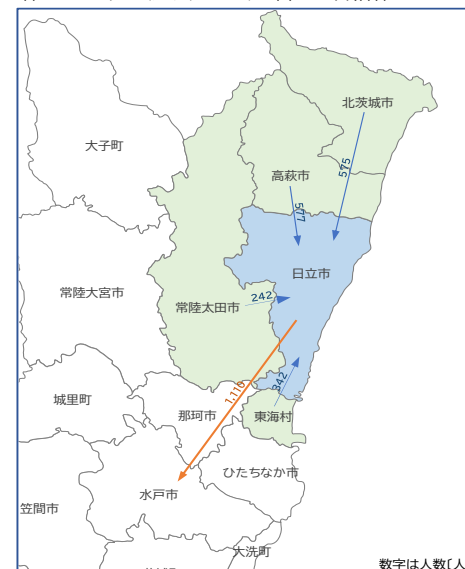 北茨城市
大子町
高萩市
575
577
日立市
常陸大宮市
常陸太田市
242
1,110
342
城里町
那珂市
東海村
ひたちなか市
水戸市
笠間市
大洗町
数字は人数〔人